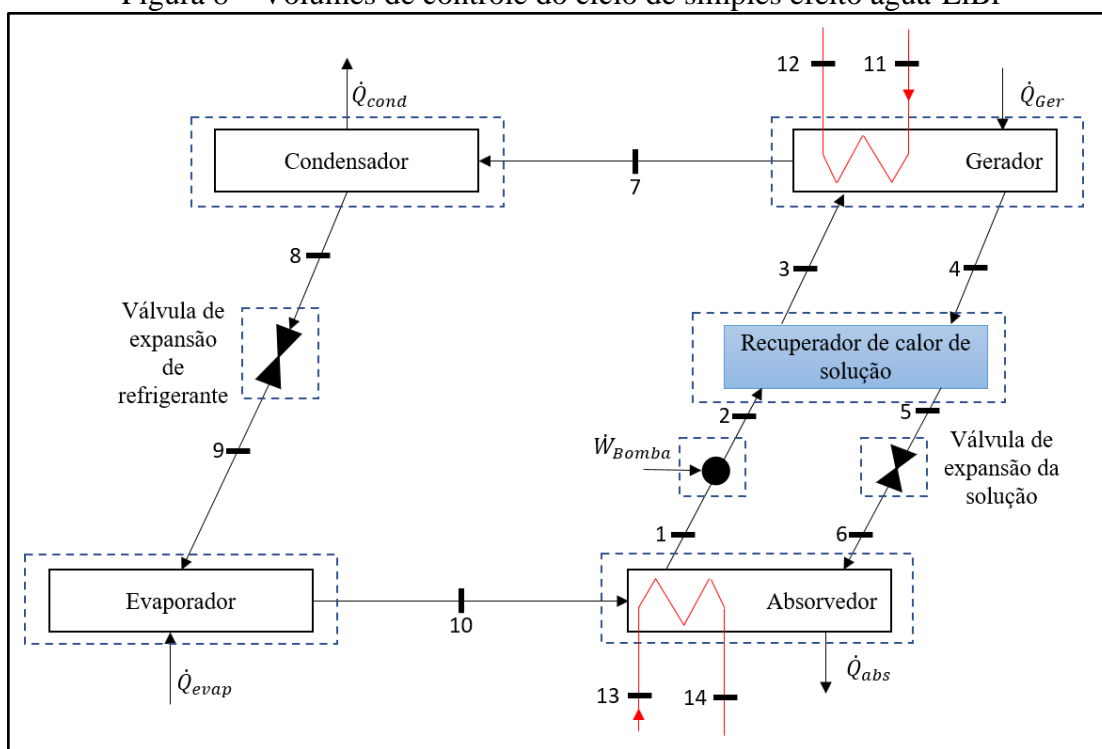 Figura 8 – Volumes de controle do ciclo de simples efeito água-LiBr
12
11
Q̇cond
Q̇Ger
Condensador
Gerador
7
8
3
4
Válvula de
expansão
de
refrigerante
Recuperador de calor de
solução
2
5
9
ẆBomba
Válvula de
expansão da
solução
1
6
Evaporador
Absorvedor
10
Q̇evap
13
14
Q̇abs